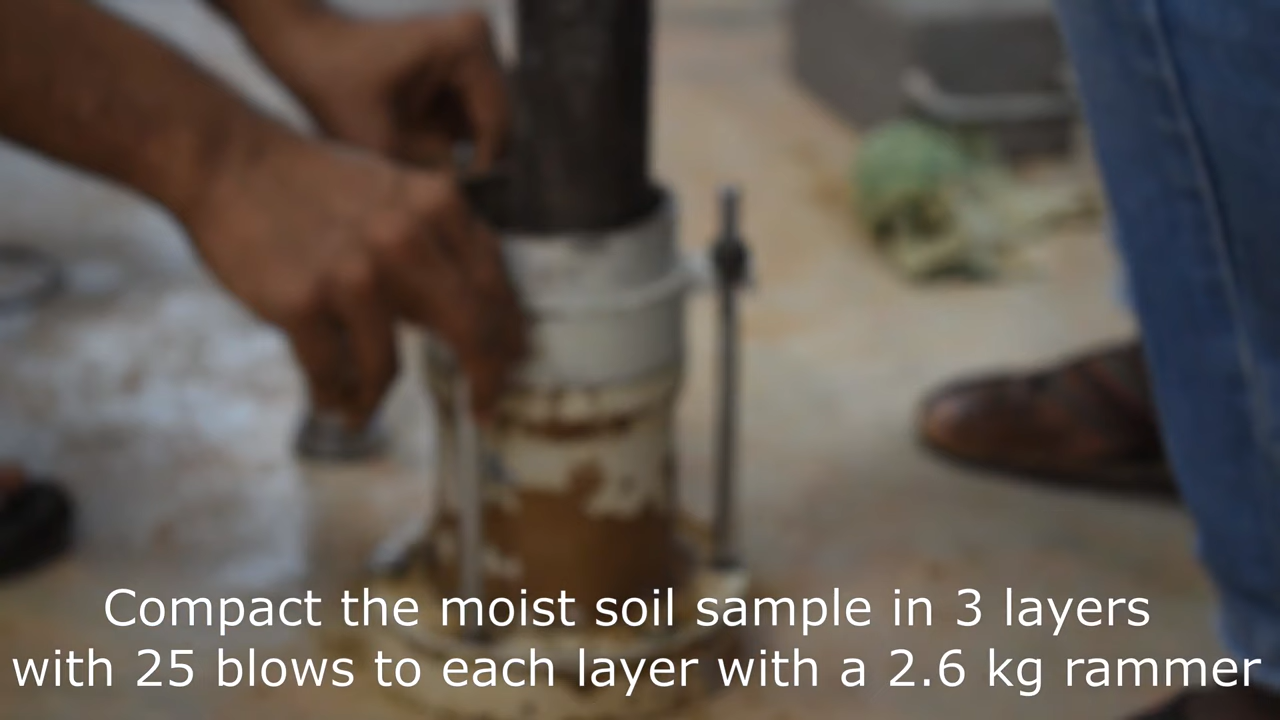 Compact the moist soil sample in 3 layers
with 25 blows to each layer with a 2.6 kg rammer